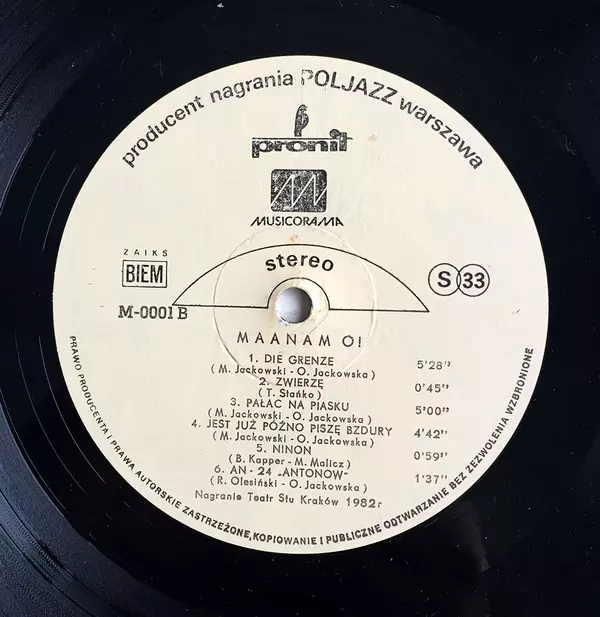 producent nagrania POLJAZZ warszawa
pronit
MUSICORAMA
ZAIKS
BIEM
stereo
S 33
M-0001 B
MAANAM O!
1. DIE GRENZE 5'28''
( M. Jackowski - O. Jackowska )
2. ZWIERZĘ 0'45''
( T. Stańko )
3. PAŁAC NA PIASKU 5'00''
( M. Jackowski - O. Jackowska )
4. JEST JUŻ PÓŹNO PISZĘ BZDURY 4'42''
( M. Jackowski - O. Jackowska )
5. NINON 0'59''
( B. Kapper - M. Malicz )
6. AN - 24 „ANTONOW" 1'37''
( R. Olesiński - O. Jackowska )
Nagranie Teatr Stu Kraków 1982r
PRAWO PRODUCENTA I PRAWA AUTORSKIE ZASTRZEŻONE, KOPIOWANIE I PUBLICZNE ODTWARZANIE BEZ ZEZWOLENIA WZBRONIONE